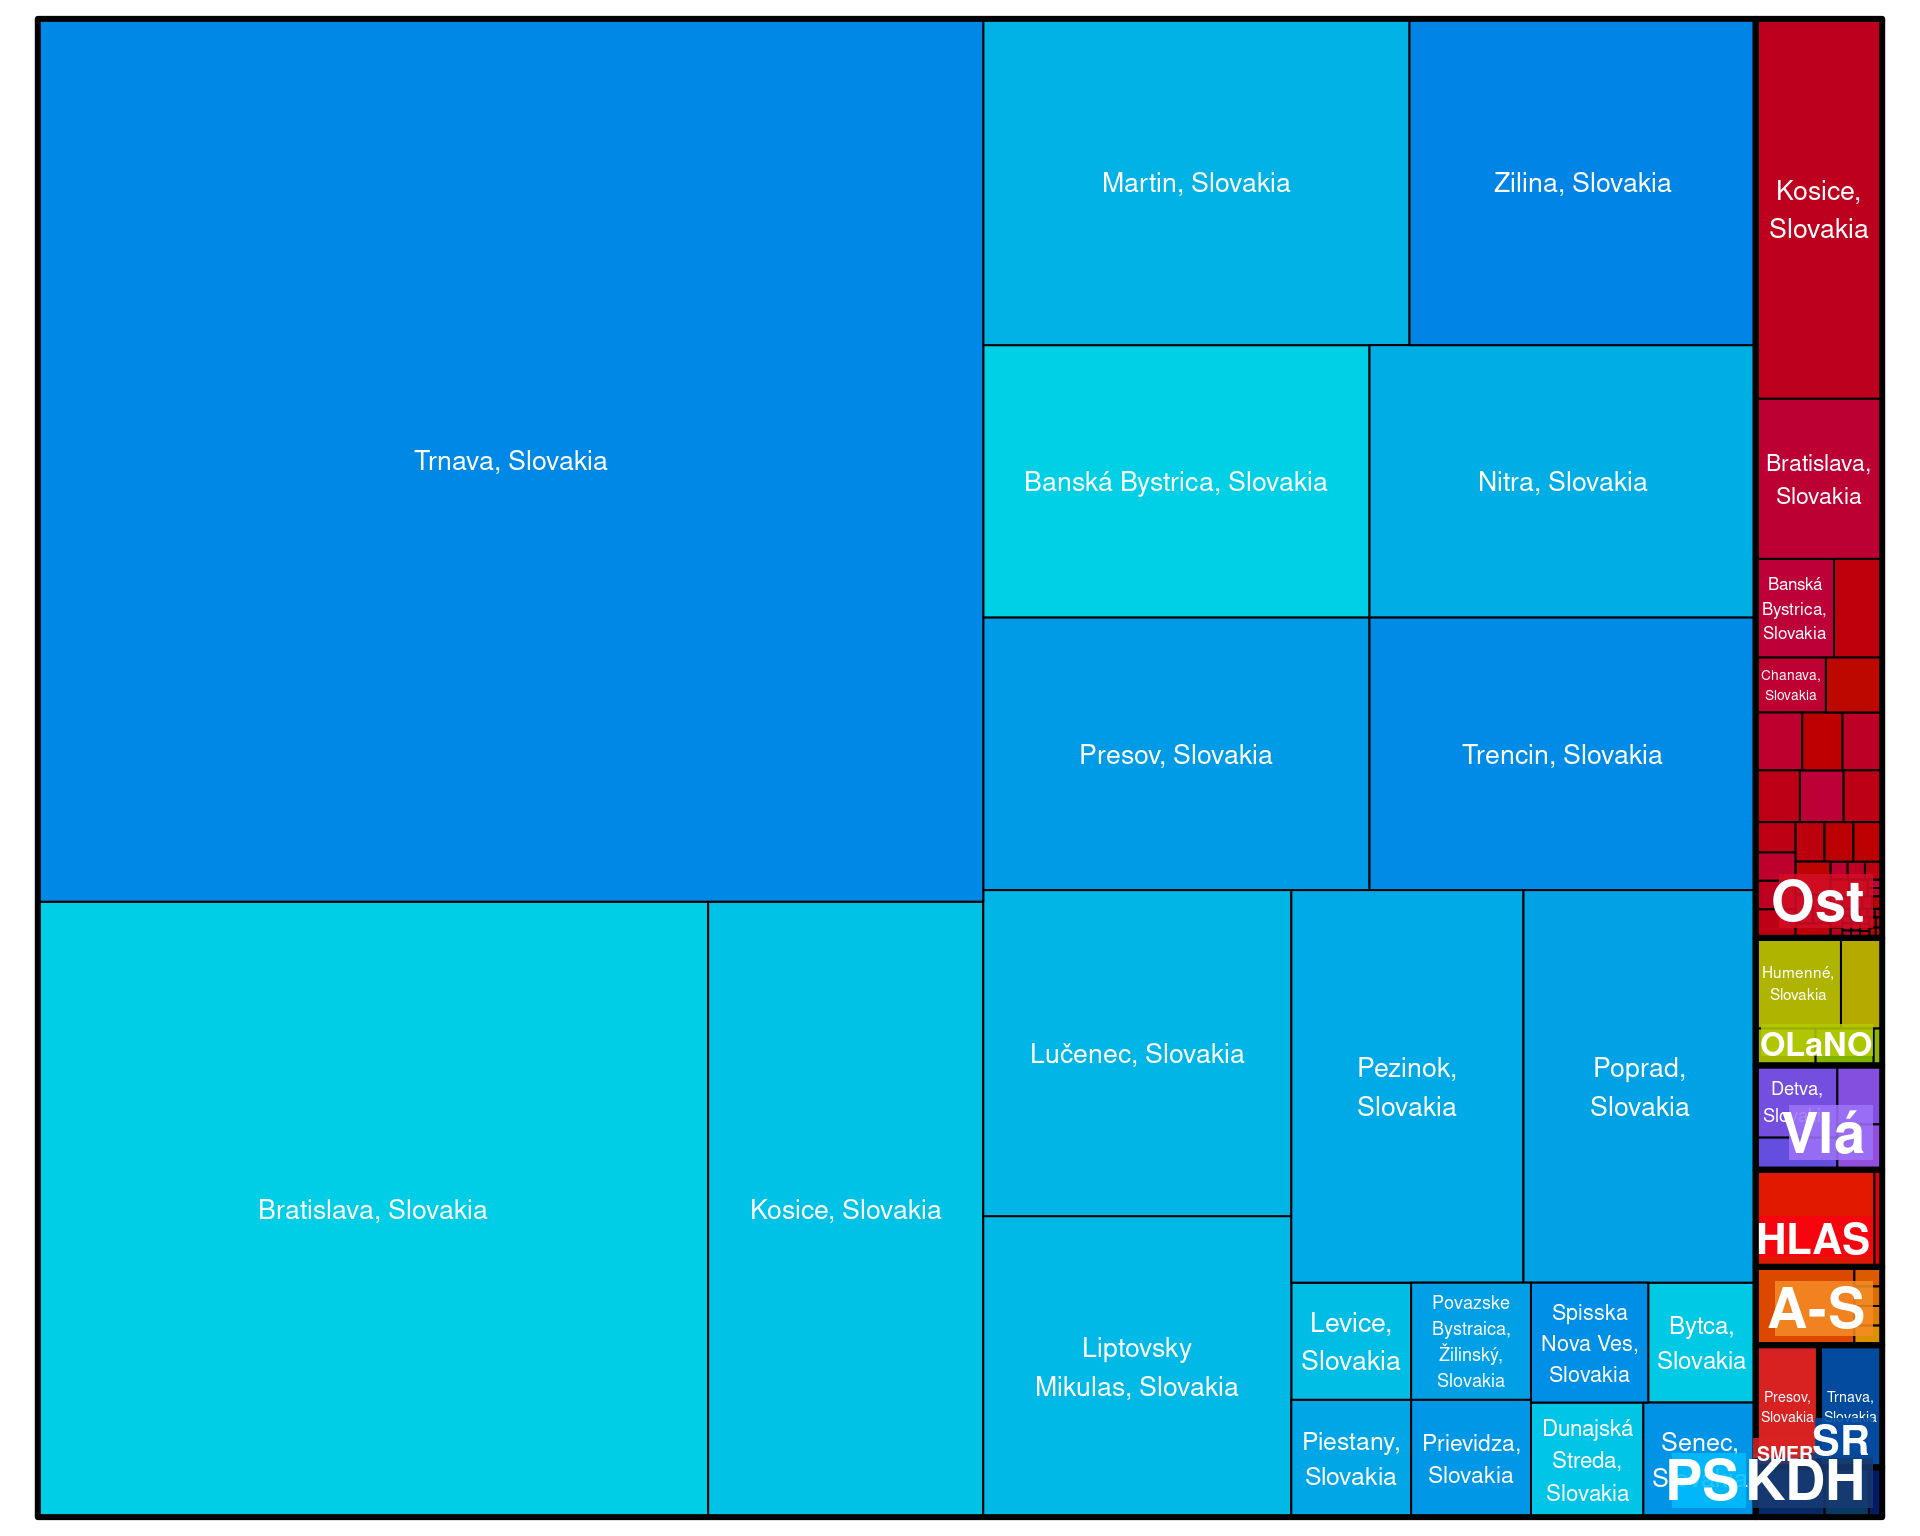 Trnava, Slovakia
Bratislava, Slovakia
Kosice, Slovakia
Martin, Slovakia
Zilina, Slovakia
Banská Bystrica, Slovakia
Nitra, Slovakia
Presov, Slovakia
Trencin, Slovakia
Lučenec, Slovakia
Liptovsky
Mikulas, Slovakia
Pezinok,
Slovakia
Poprad,
Slovakia
Levice,
Slovakia
Povazske
Bystraica,
Žilinský,
Slovakia
Spisska
Nova Ves,
Slovakia
Bytca,
Slovakia
Piestany,
Slovakia
Prievidza,
Slovakia
Dunajská
Streda,
Slovakia
Senec,
PS
Kosice,
Slovakia
Bratislava,
Slovakia
Banská
Bystrica,
Slovakia
Chanava,
Slovakia
Ost
Humenné,
Slovakia
OLaNO
Detva,
Vlá
HLAS
A-S
Presov,
Slovakia
SMER
Trnava,
Slovakia
SR
KDH